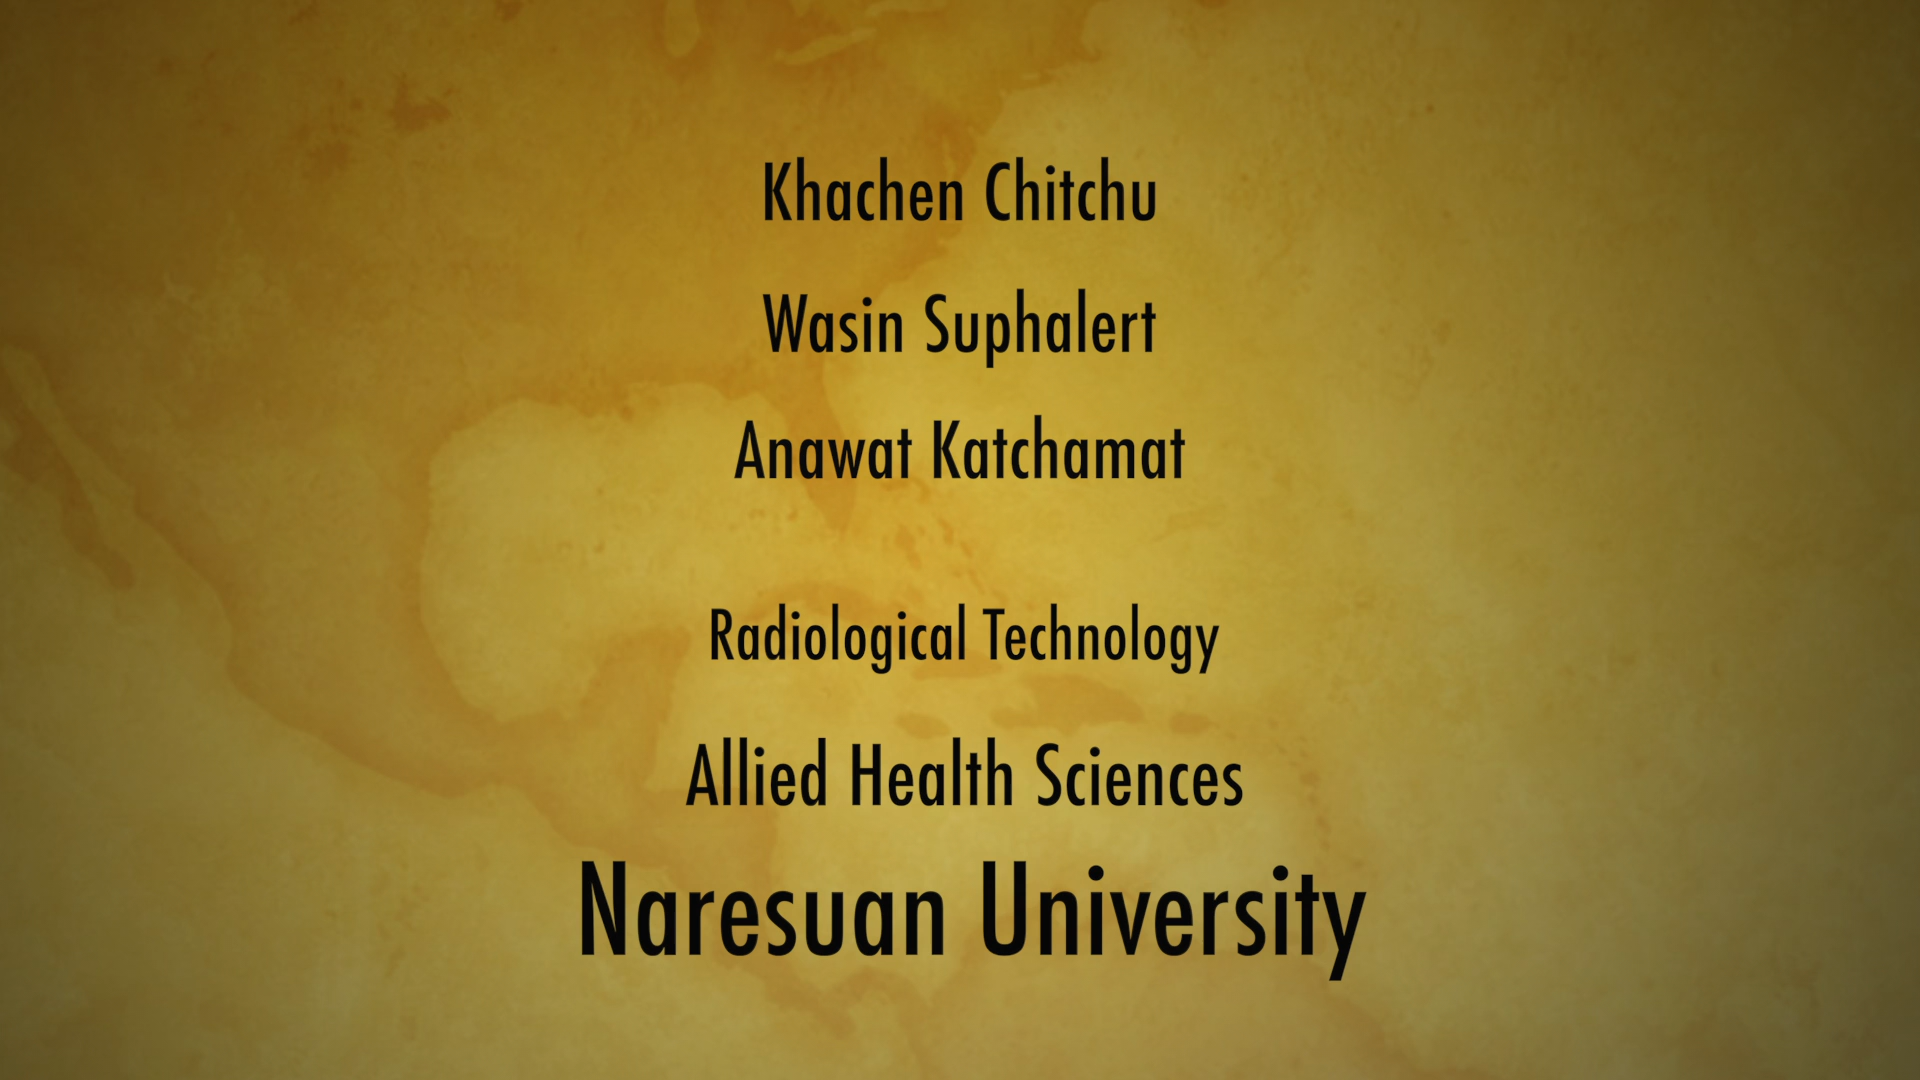 Khachen Chitchu
Wasin Suphalert
Anawat Katchamat
Radiological Technology
Allied Health Sciences
Naresuan University